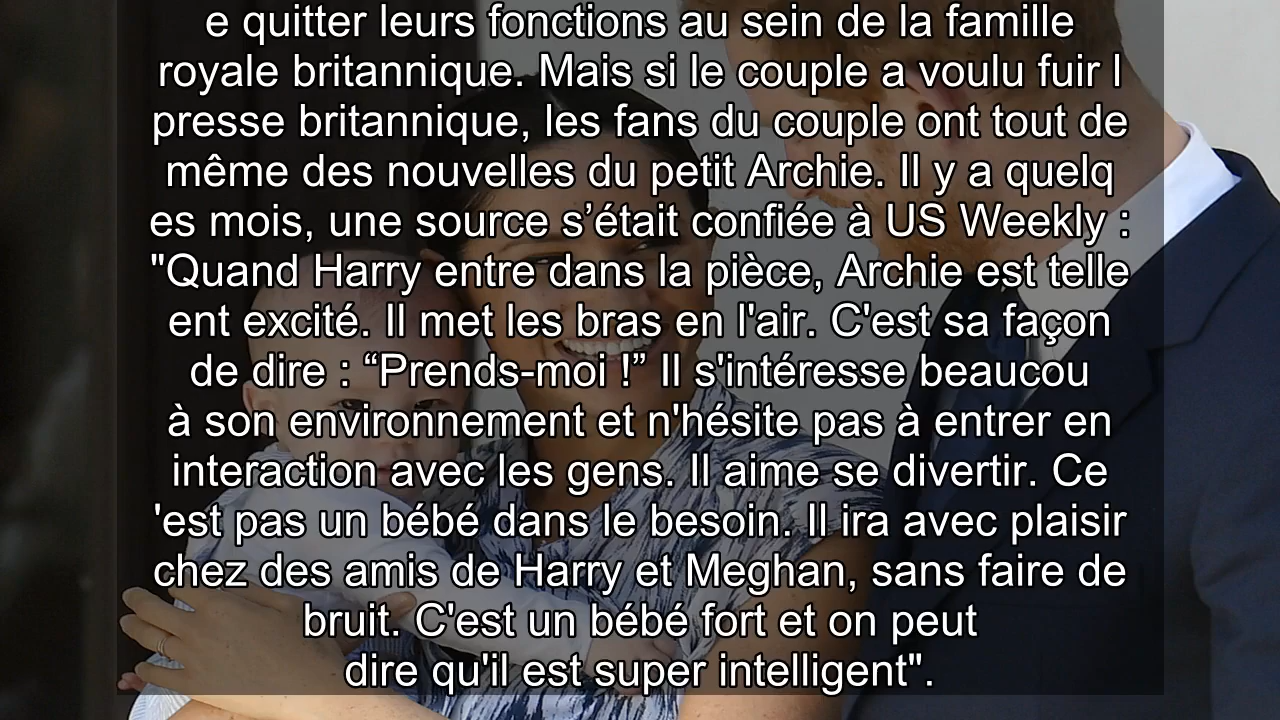 e quitter leurs fonctions au sein de la famille
royale britannique. Mais si le couple a voulu fuir l
presse britannique, les fans du couple ont tout de
même des nouvelles du petit Archie. Il y a quelq
es mois, une source s’était confiée à US Weekly :
"Quand Harry entre dans la pièce, Archie est telle
ent excité. Il met les bras en l'air. C'est sa façon
de dire : “Prends-moi !” Il s'intéresse beaucou
à son environnement et n'hésite pas à entrer en
interaction avec les gens. Il aime se divertir. Ce
'est pas un bébé dans le besoin. Il ira avec plaisir
chez des amis de Harry et Meghan, sans faire de
bruit. C'est un bébé fort et on peut
dire qu'il est super intelligent".